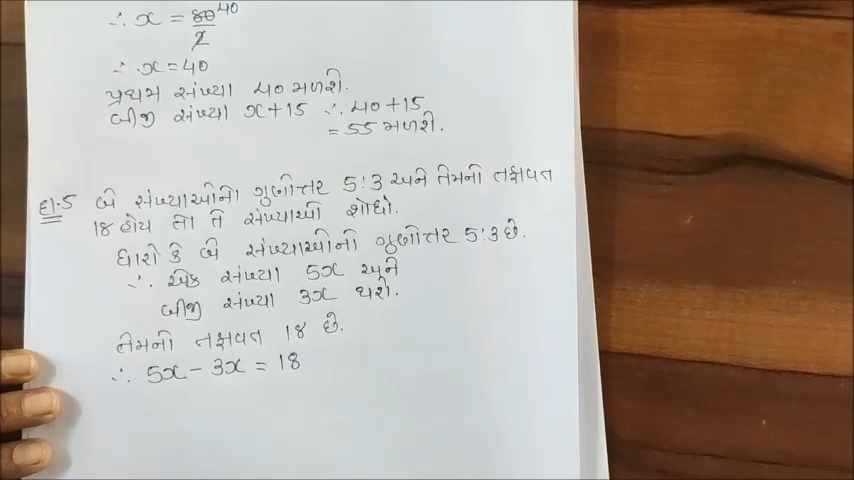 ∴ x = 80 40
2
∴ x = 40
પ્રથમ સંખ્યા 40 મળશે.
બીજી સંખ્યા x+15 ∴ 40+15
= 55 મળશે.
દા.5 બે સંખ્યાઓનો ગુણોત્તર 5:3 અને તેમનો તફાવત
18 હોય તો તે સંખ્યાઓ શોધો.
ધારો કે બે સંખ્યાઓનો ગુણોત્તર 5:3 છે.
∴ એક સંખ્યા 5x અને
બીજી સંખ્યા 3x થશે.
તેમનો તફાવત 18 છે.
∴ 5x − 3x = 18